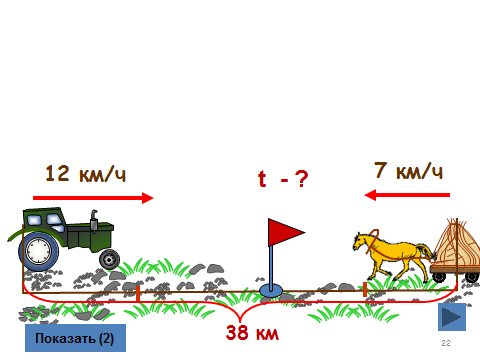 12 км/ч
t - ?
7 км/ч
38 км
Показать (2)
22